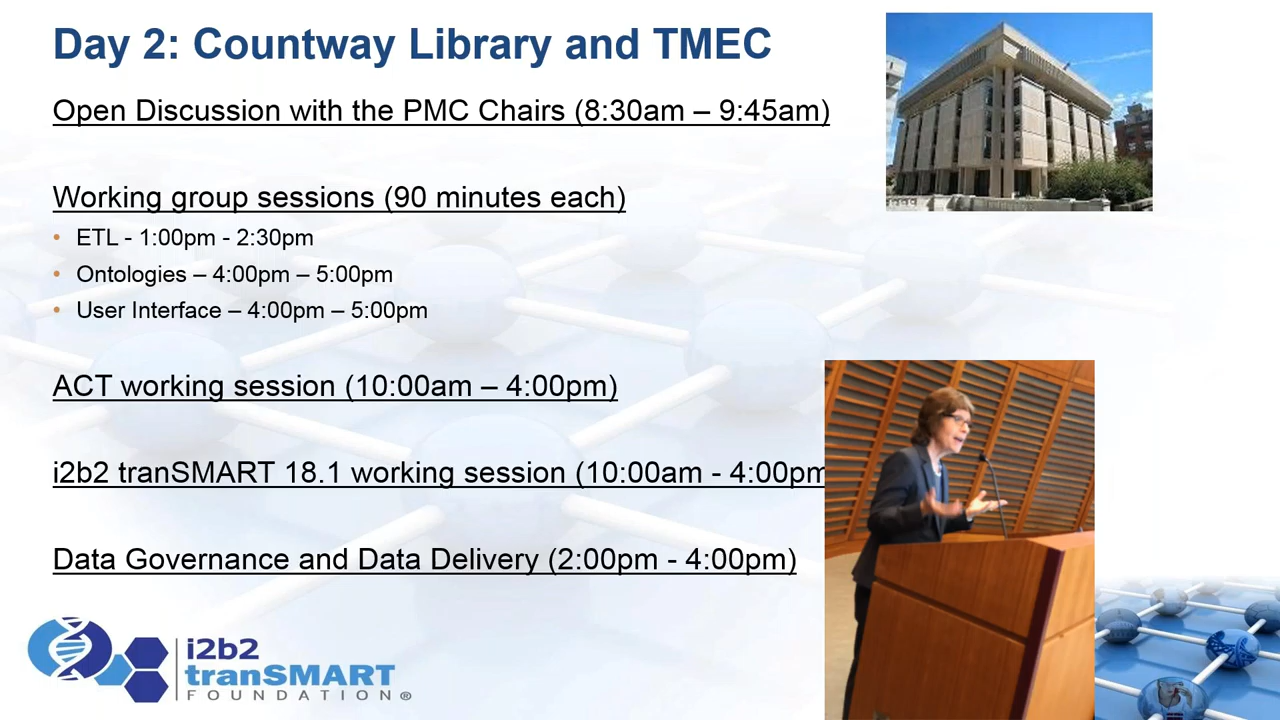 Day 2: Countway Library and TMEC
Open Discussion with the PMC Chairs (8:30am – 9:45am)
Working group sessions (90 minutes each)
• ETL - 1:00pm - 2:30pm
• Ontologies – 4:00pm – 5:00pm
• User Interface – 4:00pm – 5:00pm
ACT working session (10:00am – 4:00pm)
i2b2 tranSMART 18.1 working session (10:00am - 4:00pm
Data Governance and Data Delivery (2:00pm - 4:00pm)
i2b2
tranSMART
FOUNDATION®